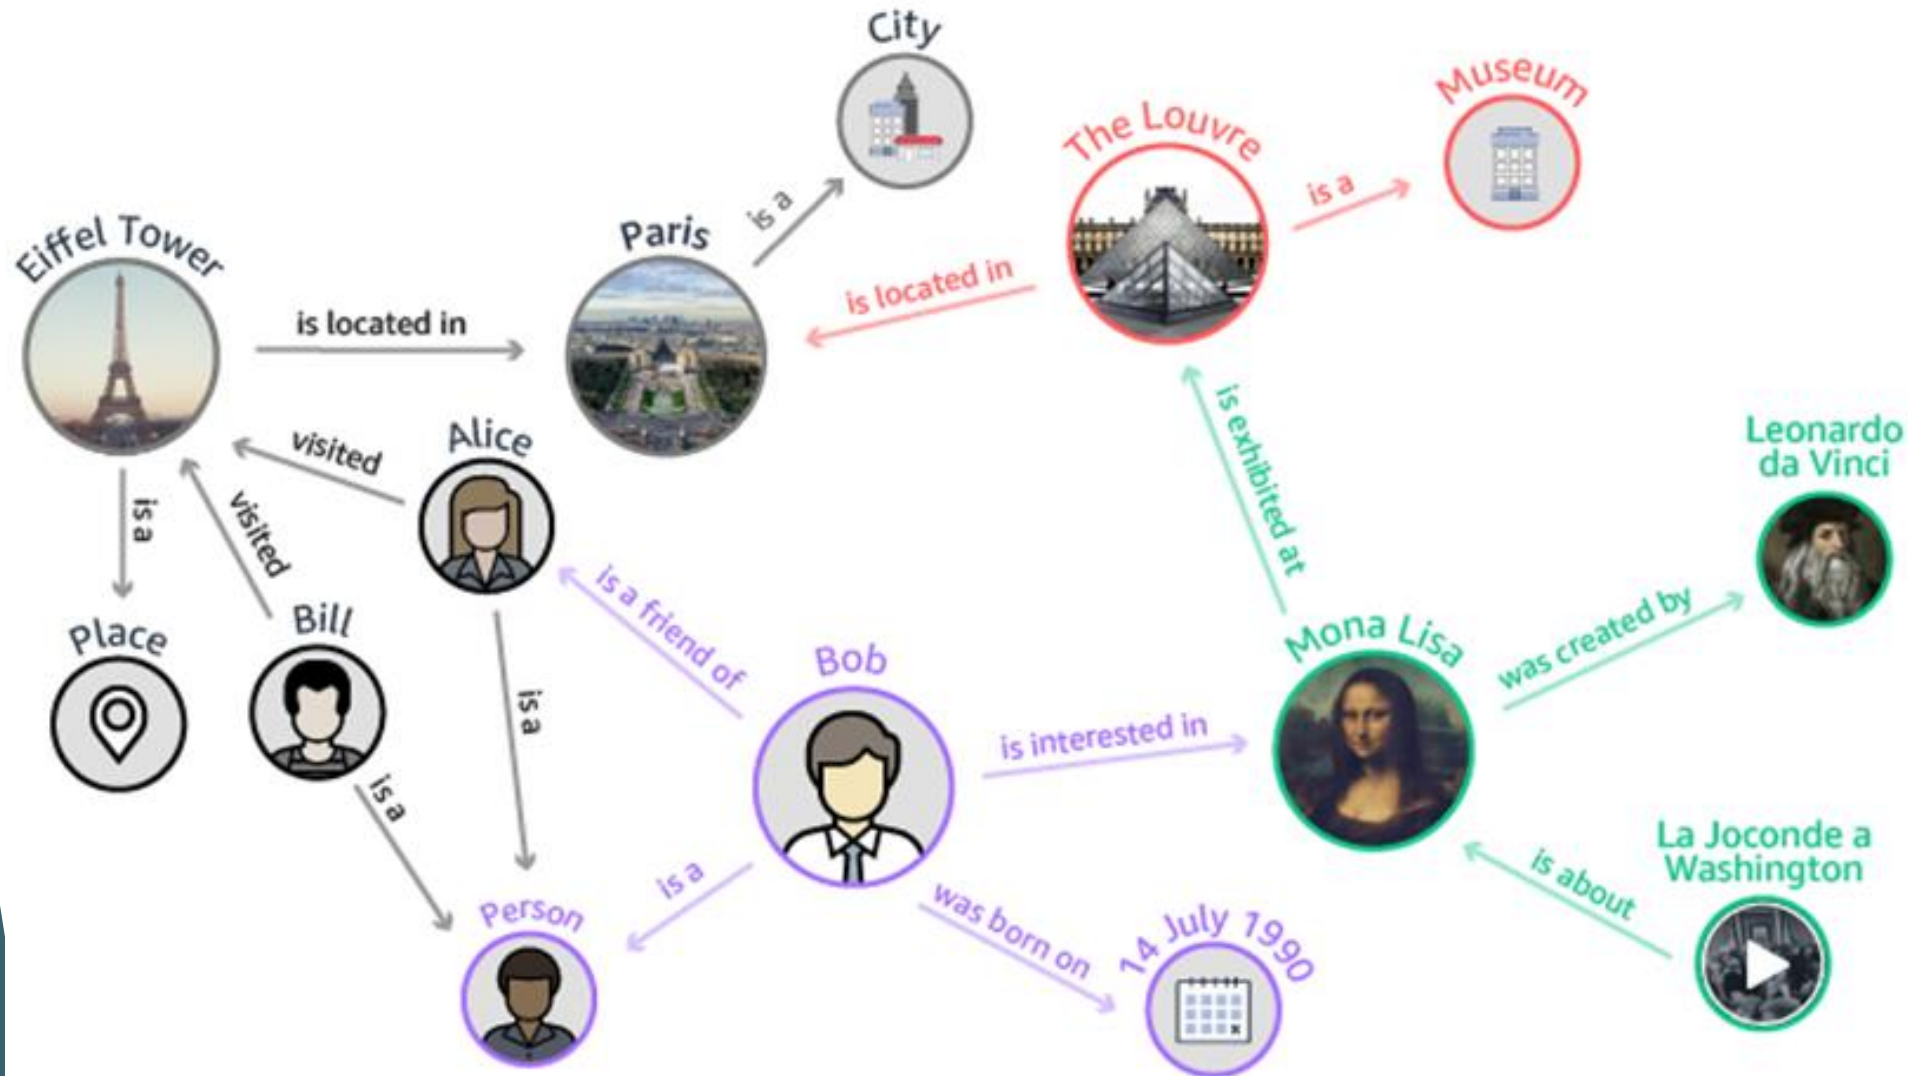 City
Museum
The Louvre
is a
is a
Eiffel Tower
Paris
is located in
is located in
visited
Alice
is exhibited at
Leonardo
da Vinci
is a
visited
is a friend of
Place
Bill
is a
Bob
Mona Lisa
was created by
is interested in
is a
is a
was born on
La Joconde a
Washington
is about
Person
14 July 1990